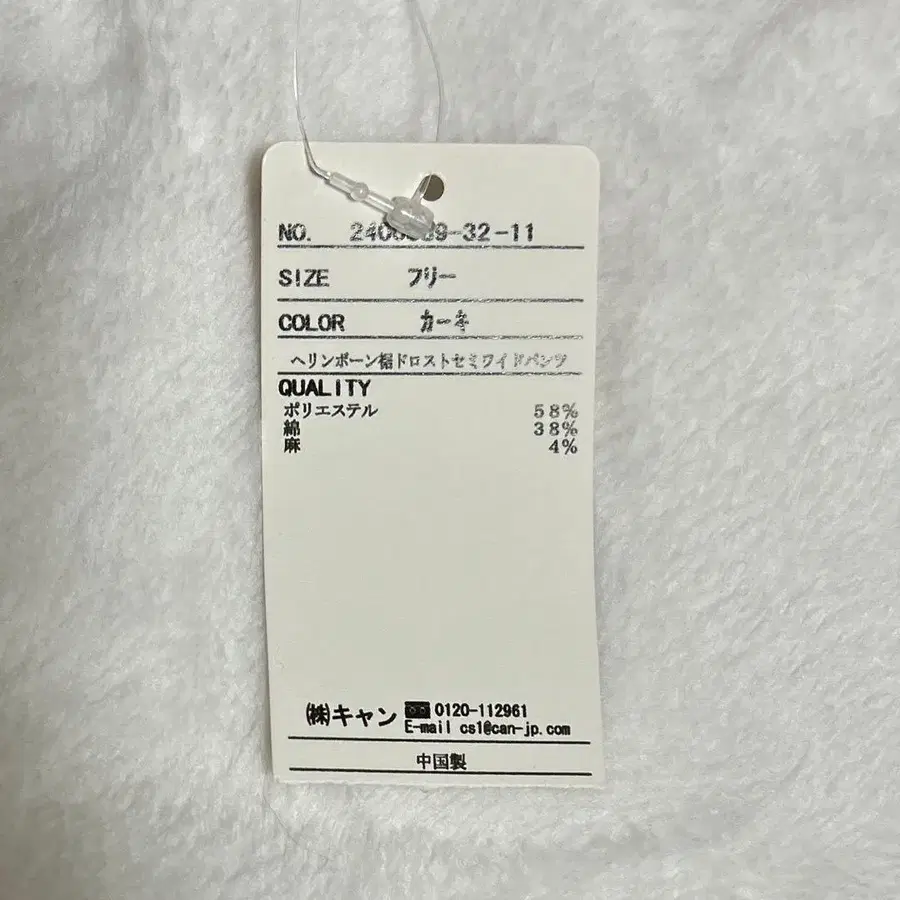 NO.
SIZE フリー
COLOR カーキ
ヘリンボーン裾ドロストセミワイドパンツ
QUALITY
ポリエステル 58%
綿 38%
麻 4%
㈱キャン 0120-112961
E-mail cs1@can-jp.com
中国製